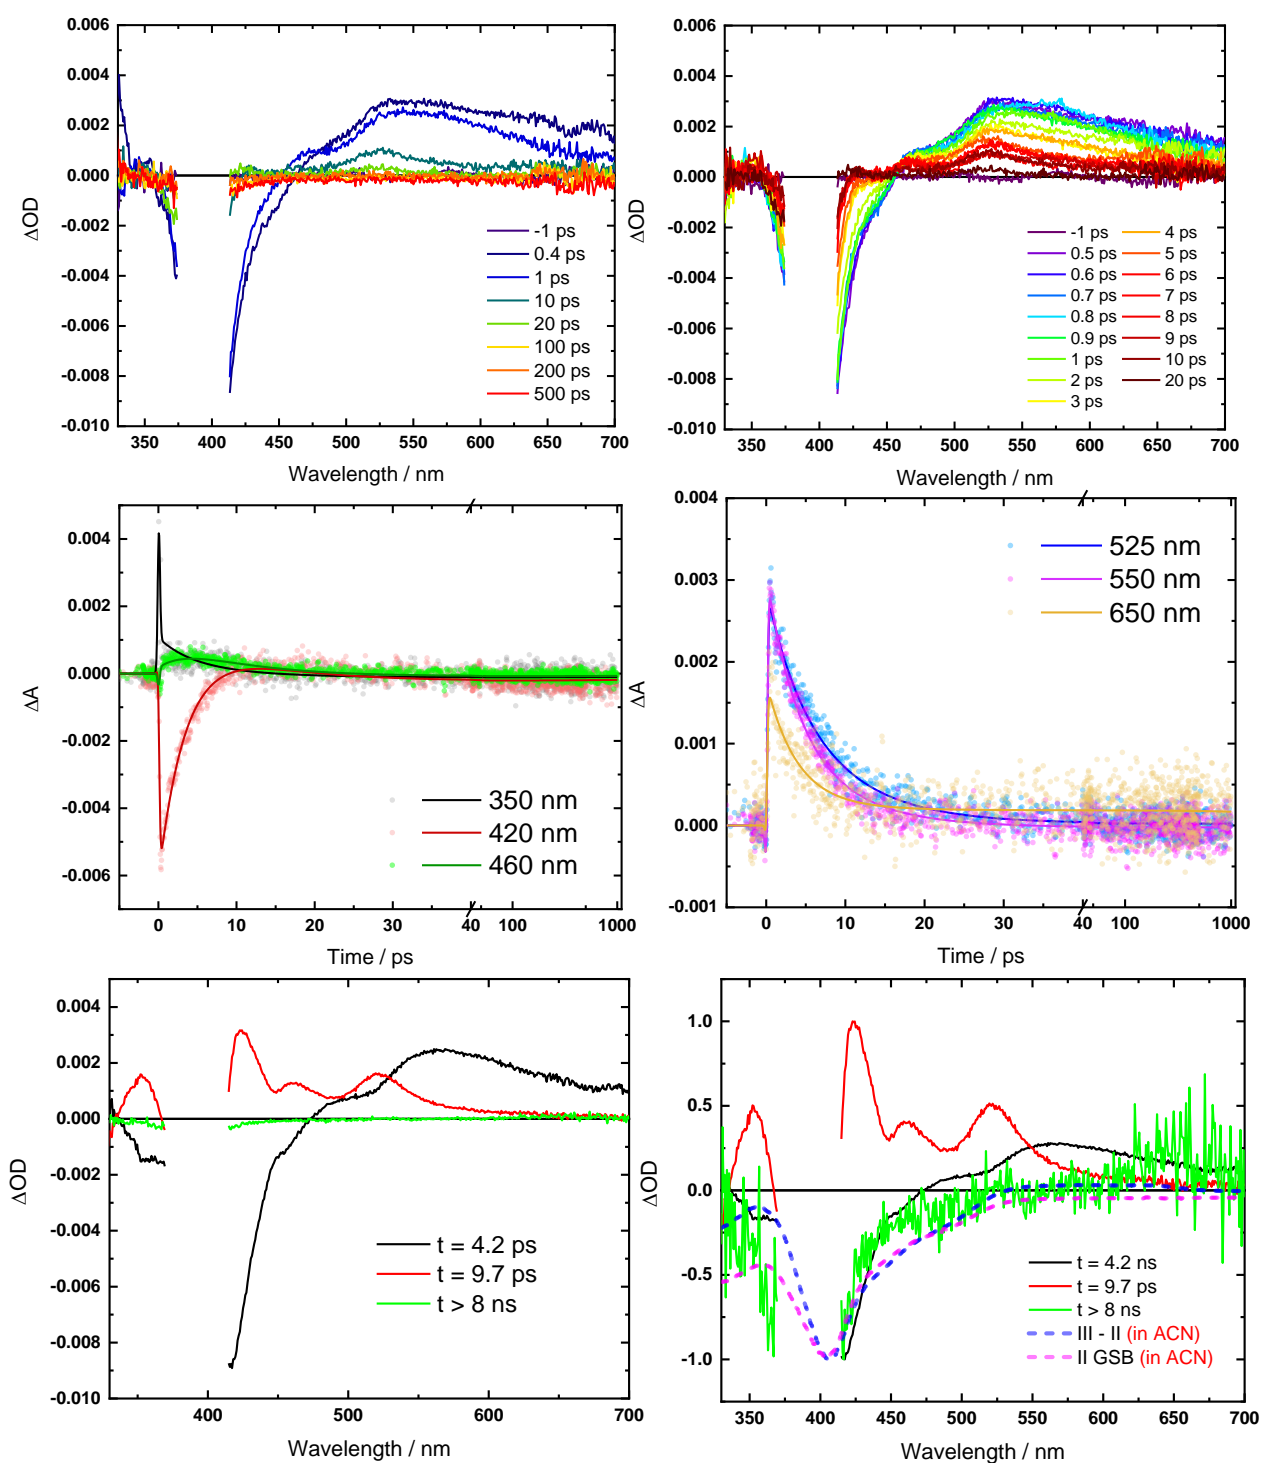 0.006
0.004
0.002
0.000
-0.002
-0.004
-0.006
-0.008
-0.010
ΔOD
350 400 450 500 550 600 650 700
Wavelength / nm
-1 ps
0.4 ps
1 ps
10 ps
20 ps
100 ps
200 ps
500 ps
0.006
0.004
0.002
0.000
-0.002
-0.004
-0.006
-0.008
-0.010
ΔOD
350 400 450 500 550 600 650 700
Wavelength / nm
-1 ps
0.5 ps
0.6 ps
0.7 ps
0.8 ps
0.9 ps
1 ps
2 ps
3 ps
4 ps
5 ps
6 ps
7 ps
8 ps
9 ps
10 ps
20 ps
0.004
0.002
0.000
-0.002
-0.004
-0.006
ΔA
0 10 20 30 40 100 1000
Time / ps
350 nm
420 nm
460 nm
0.004
0.003
0.002
0.001
0.000
-0.001
ΔA
0 10 20 30 40 100 1000
Time / ps
525 nm
550 nm
650 nm
0.004
0.002
0.000
-0.002
-0.004
-0.006
-0.008
-0.010
ΔOD
400 500 600 700
Wavelength / nm
t = 4.2 ps
t = 9.7 ps
t > 8 ns
1.0
0.5
0.0
-0.5
-1.0
ΔOD
350 400 450 500 550 600 650 700
Wavelength / nm
t = 4.2 ns
t = 9.7 ps
t > 8 ns
III - II (in ACN)
II GSB (in ACN)